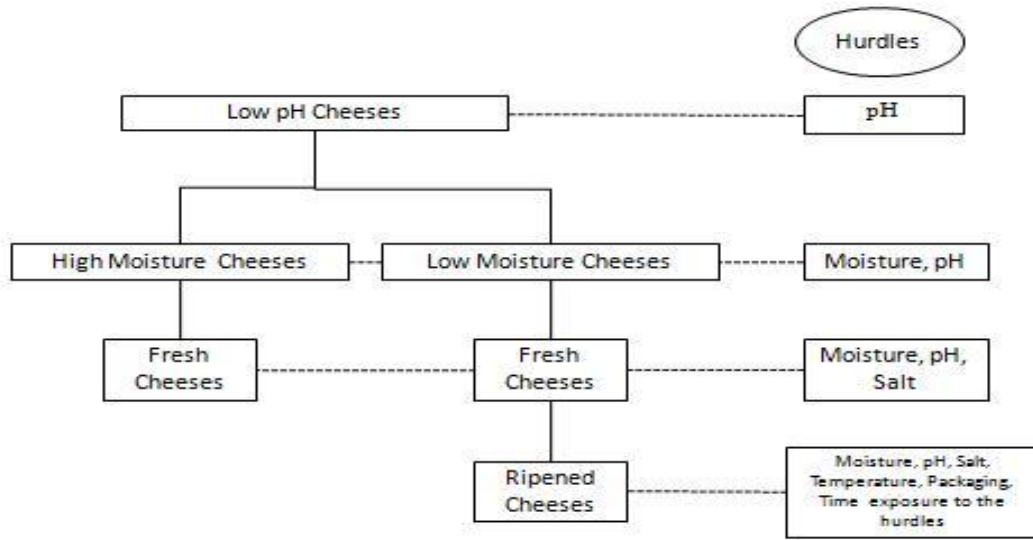 Hurdles
Low pH Cheeses
pH
High Moisture Cheeses
Low Moisture Cheeses
Moisture, pH
Fresh
Cheeses
Fresh
Cheeses
Moisture, pH,
Salt
Ripened
Cheeses
Moisture, pH, Salt,
Temperature, Packaging,
Time exposure to the
hurdles